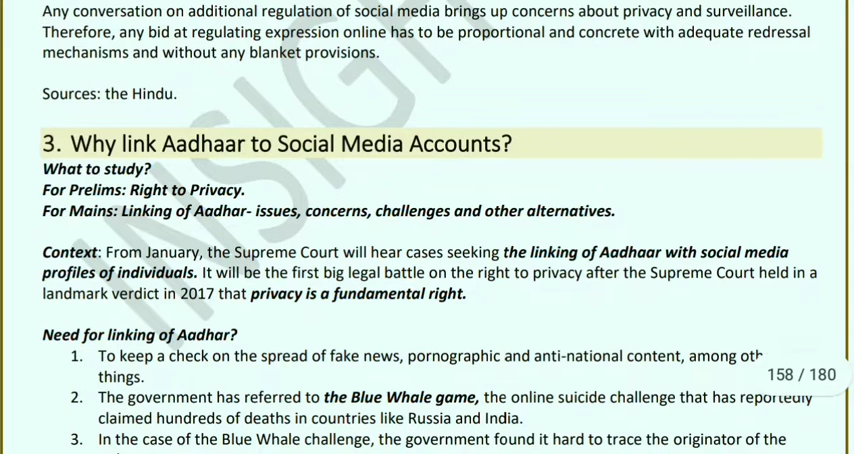 Any conversation on additional regulation of social media brings up concerns about privacy and surveillance.
Therefore, any bid at regulating expression online has to be proportional and concrete with adequate redressal
mechanisms and without any blanket provisions.
Sources: the Hindu.
3. Why link Aadhaar to Social Media Accounts?
What to study?
For Prelims: Right to Privacy.
For Mains: Linking of Aadhar- issues, concerns, challenges and other alternatives.
Context: From January, the Supreme Court will hear cases seeking the linking of Aadhaar with social media
profiles of individuals. It will be the first big legal battle on the right to privacy after the Supreme Court held in a
landmark verdict in 2017 that privacy is a fundamental right.
Need for linking of Aadhar?
1. To keep a check on the spread of fake news, pornographic and anti-national content, among oth
things.
158 / 180
2. The government has referred to the Blue Whale game, the online suicide challenge that has reportedly
claimed hundreds of deaths in countries like Russia and India.
3. In the case of the Blue Whale challenge, the government found it hard to trace the originator of the
INSIGH